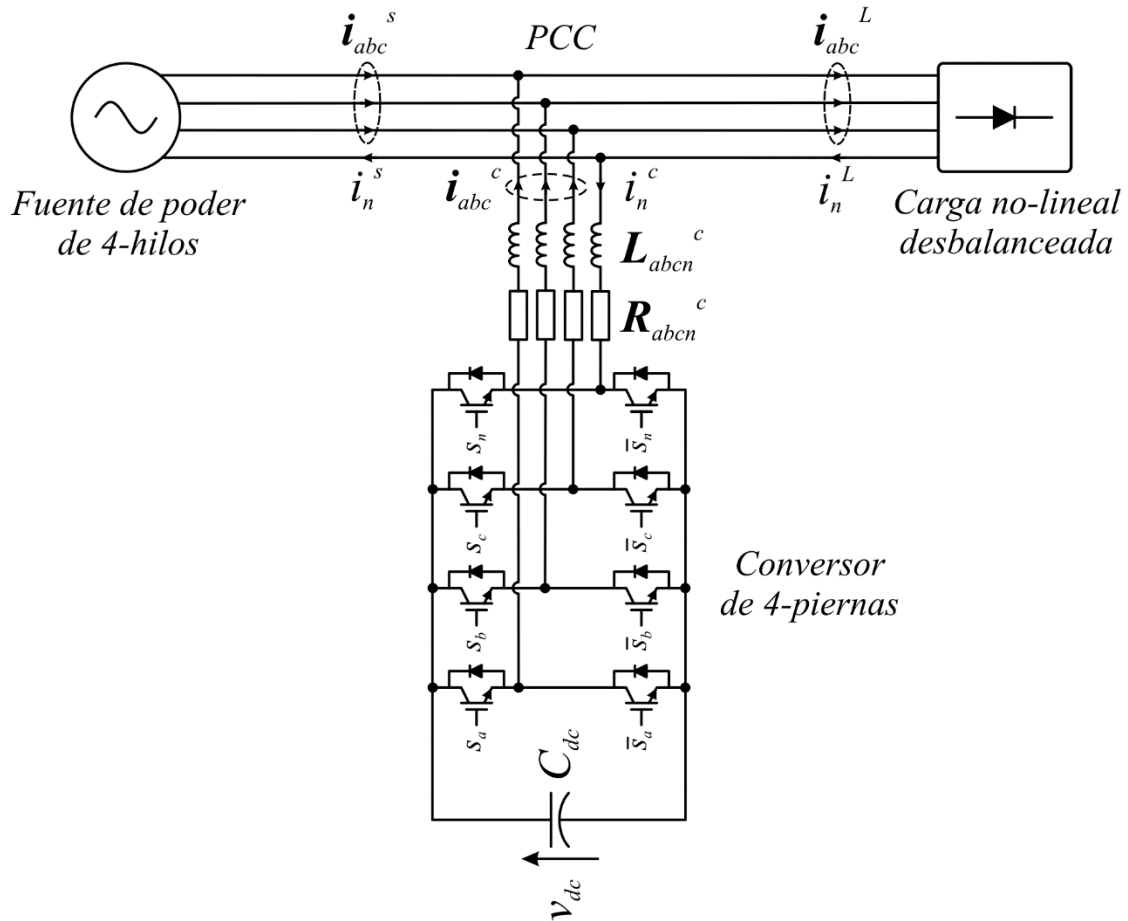 i_abc^s
PCC
i_abc^L
i_n^s
i_abc^c
i_n^c
i_n^L
Fuente de poder
de 4-hilos
Carga no-lineal
desbalanceada
L_abcn^c
R_abcn^c
s_n
s̅_n
s_c
s̅_c
Conversor
de 4-piernas
s_b
s̅_b
s_a
s̅_a
C_dc
v_dc